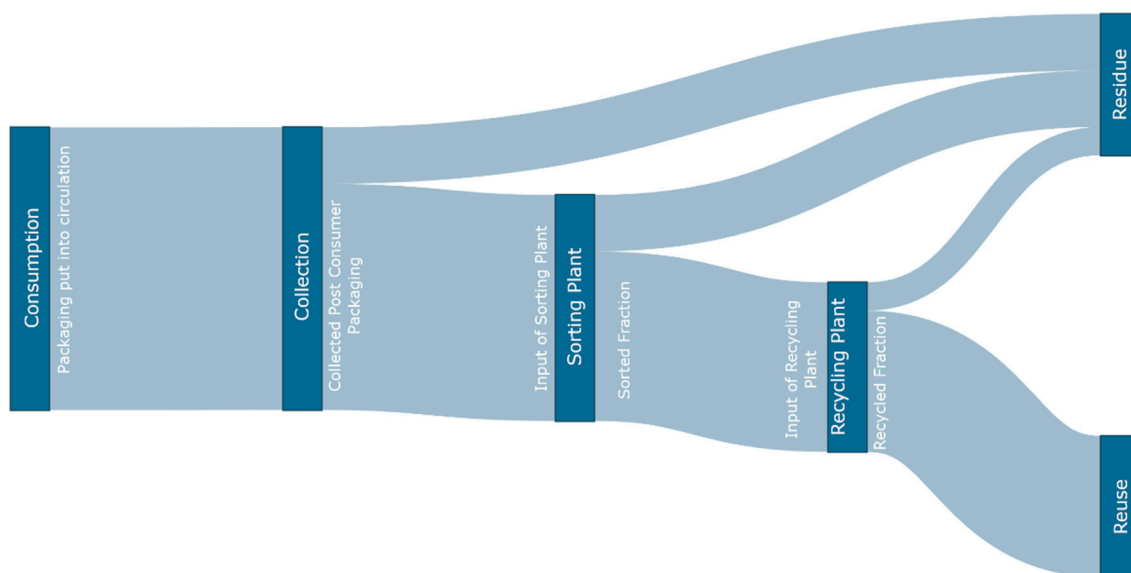 Consumption
Packaging put into circulation
Collection
Collected Post Consumer
Packaging
Input of Sorting Plant
Sorting Plant
Sorted Fraction
Input of Recycling
Plant
Recycling Plant
Recycled Fraction
Residue
Reuse